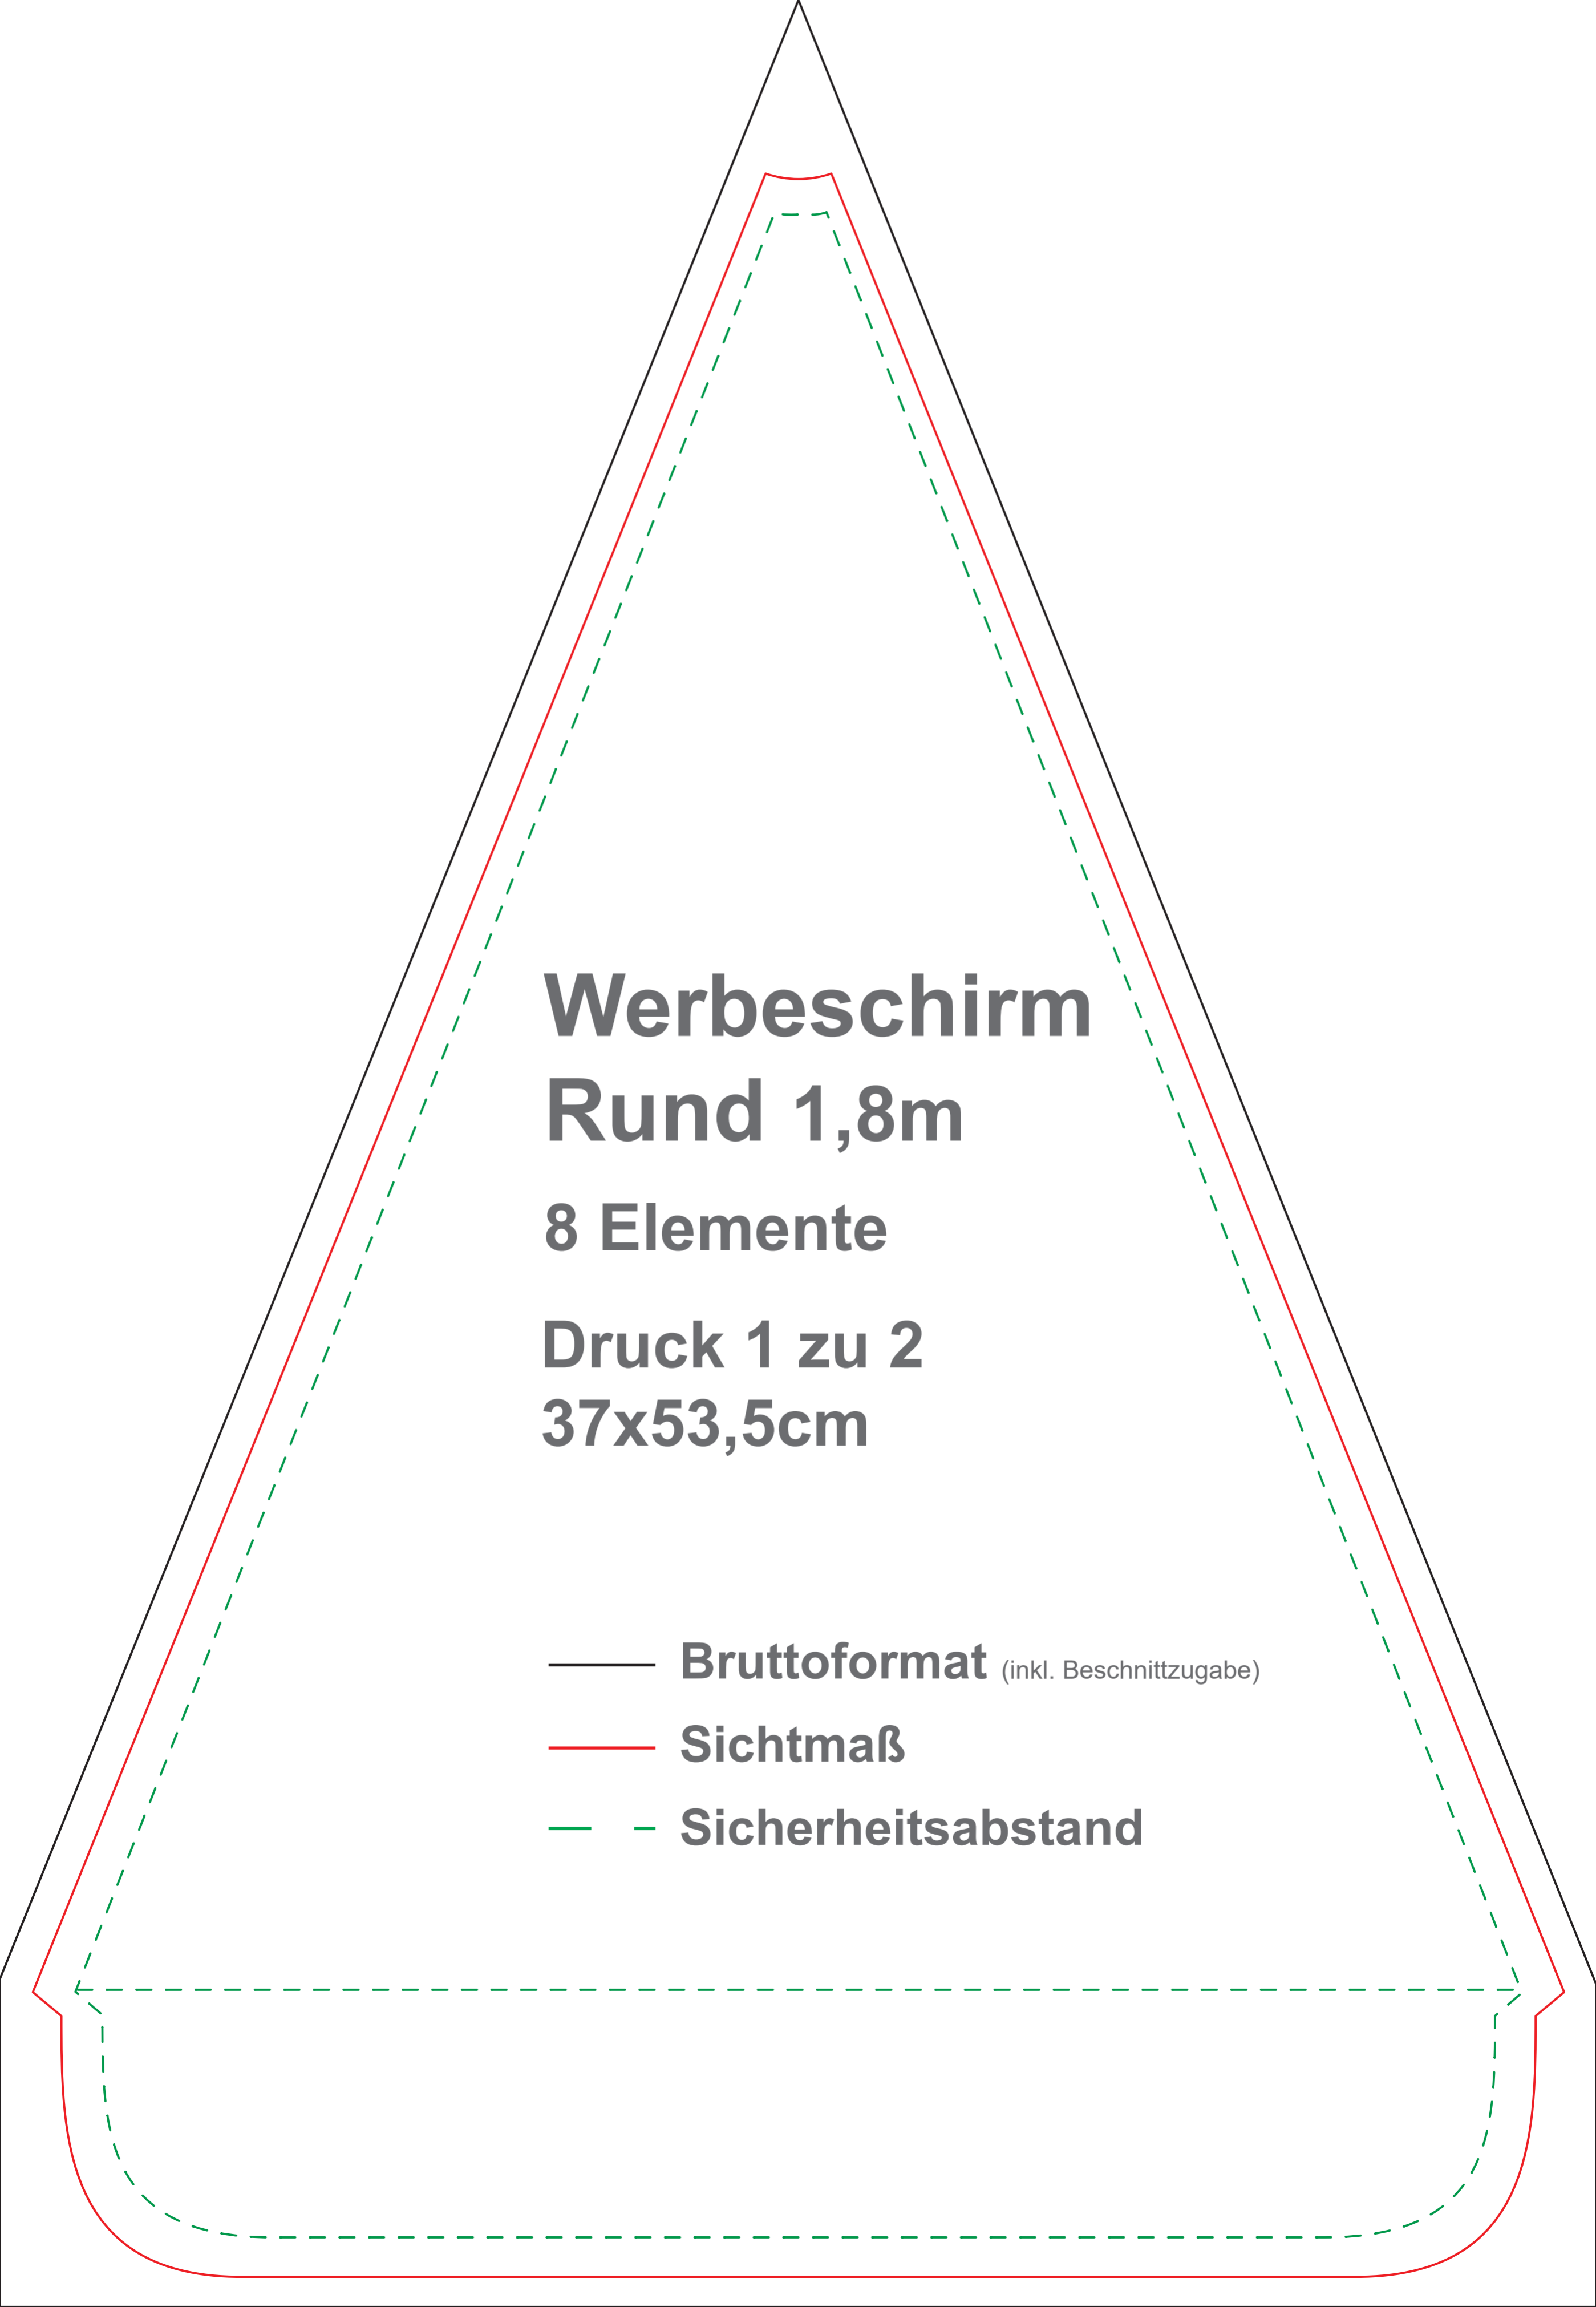 Werbeschirm
Rund 1,8m
8 Elemente
Druck 1 zu 2
37x53,5cm
Bruttoformat (inkl. Beschnittzugabe)
Sichtmaß
Sicherheitsabstand